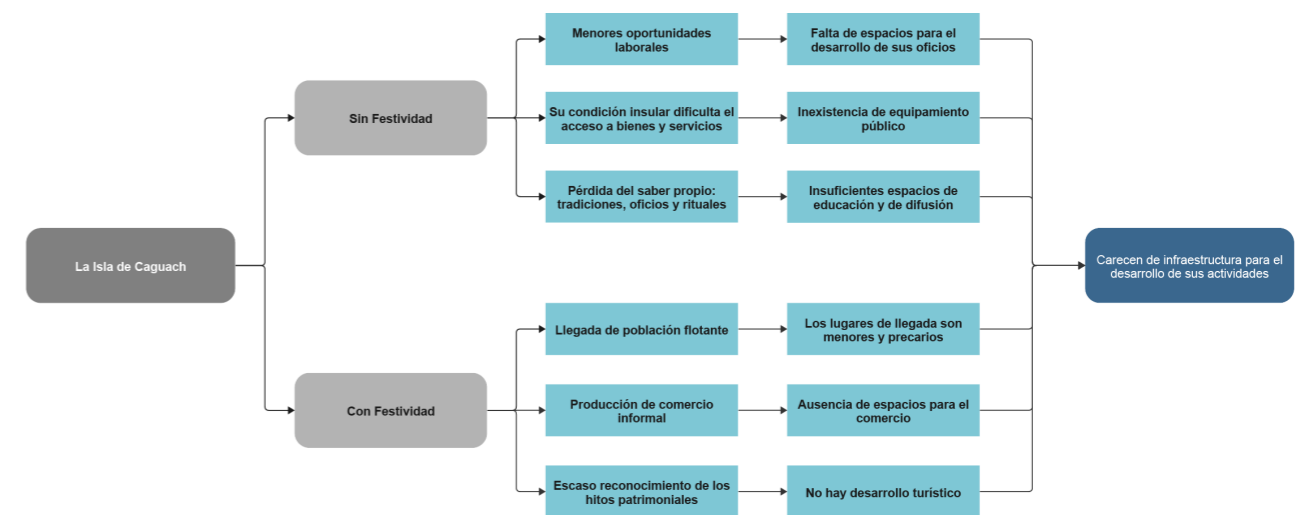 Menores oportunidades
laborales
Falta de espacios para el
desarrollo de sus oficios
Sin Festividad
Su condición insular dificulta el
acceso a bienes y servicios
Inexistencia de equipamiento
público
Pérdida del saber propio:
tradiciones, oficios y rituales
Insuficientes espacios de
educación y de difusión
La Isla de Caguach
Carecen de infraestructura para el
desarrollo de sus actividades
Llegada de población flotante
Los lugares de llegada son
menores y precarios
Con Festividad
Producción de comercio
informal
Ausencia de espacios para el
comercio
Escaso reconocimiento de los
hitos patrimoniales
No hay desarrollo turístico